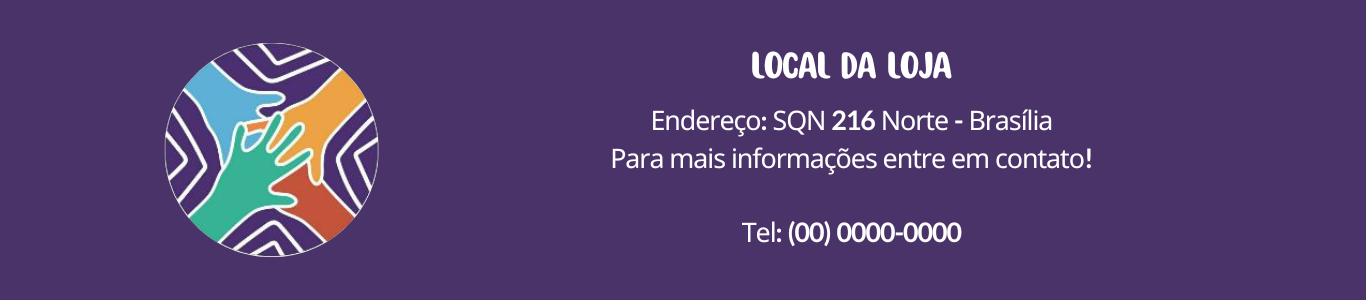 LOCAL DA LOJA
Endereço: SQN 216 Norte - Brasília
Para mais informações entre em contato!
Tel: (00) 0000-0000